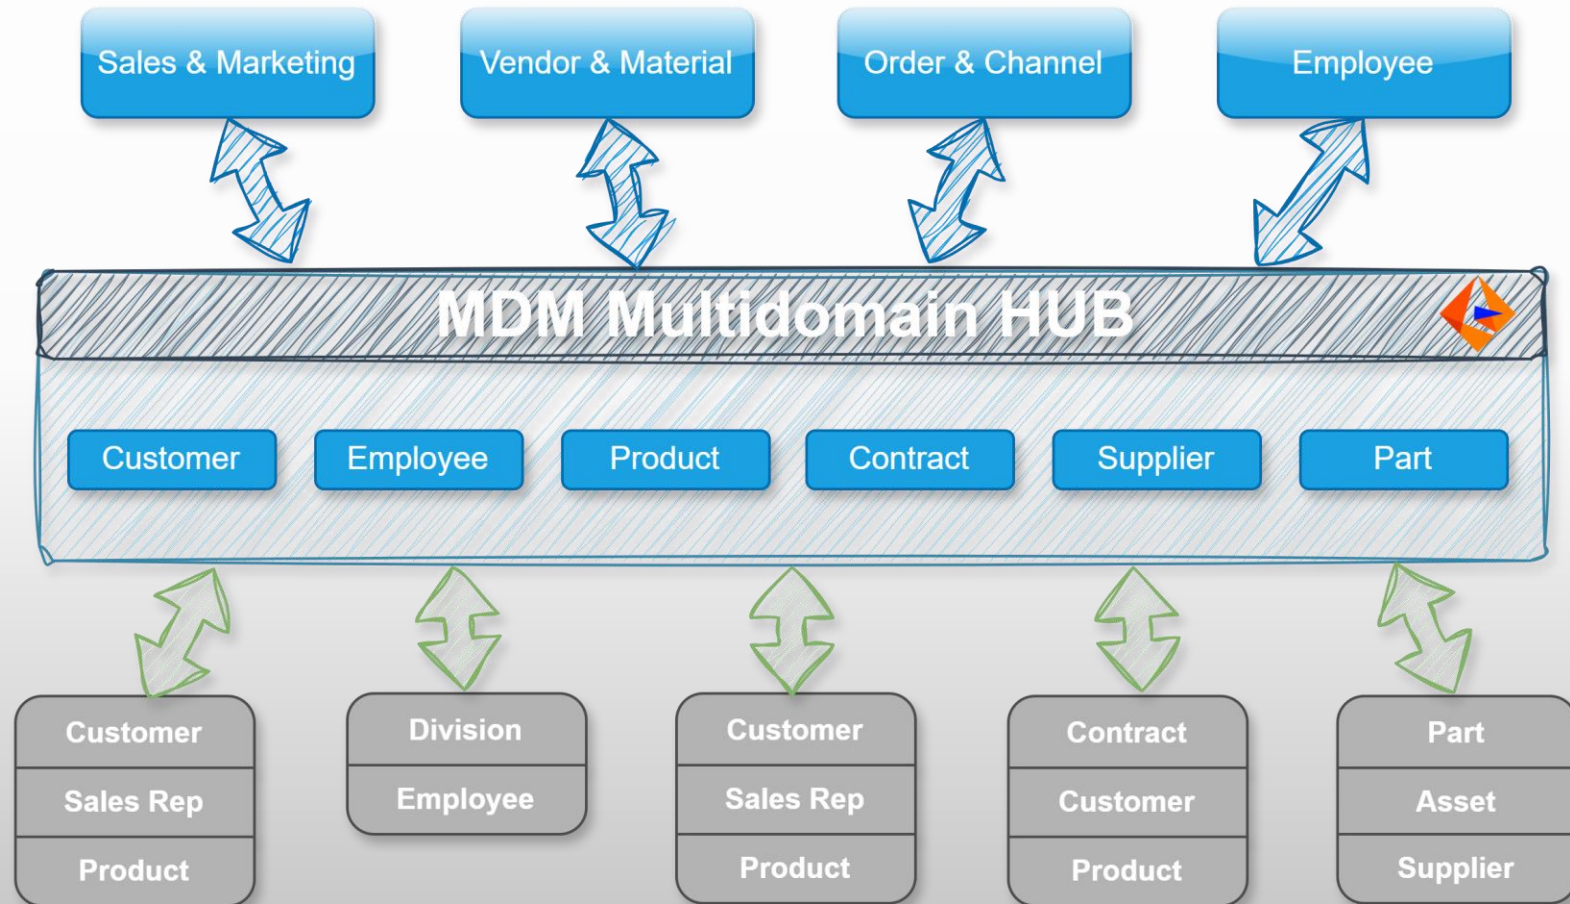 Sales & Marketing
Vendor & Material
Order & Channel
Employee
MDM Multidomain HUB
Customer
Employee
Product
Contract
Supplier
Part
Customer
Sales Rep
Product
Division
Employee
Customer
Sales Rep
Product
Contract
Customer
Product
Part
Asset
Supplier